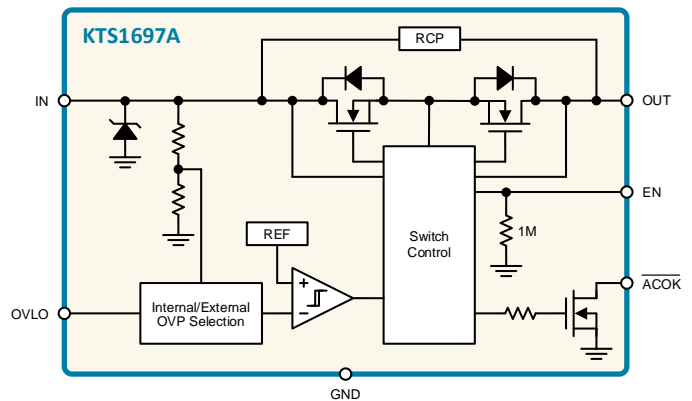 KTS1697A
RCP
IN
OUT
EN
REF
1M
Switch
Control
+
−
ACOK
OVLO
Internal/External
OVP Selection
GND